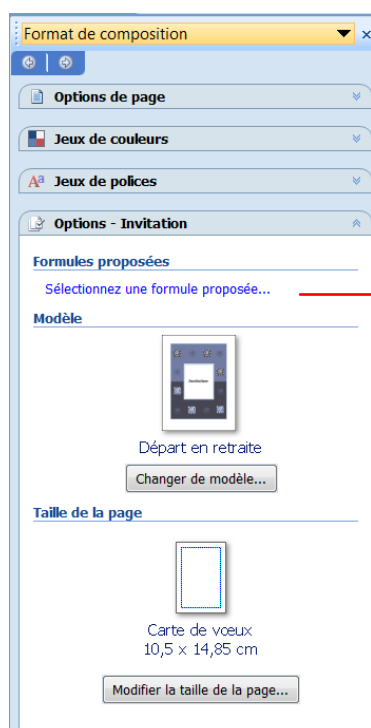 Format de composition
Options de page
Jeux de couleurs
Aa Jeux de polices
Options - Invitation
Formules proposées
Sélectionnez une formule proposée...
Modèle
Départ en retraite
Changer de modèle...
Taille de la page
Carte de vœux
10,5 x 14,85 cm
Modifier la taille de la page...